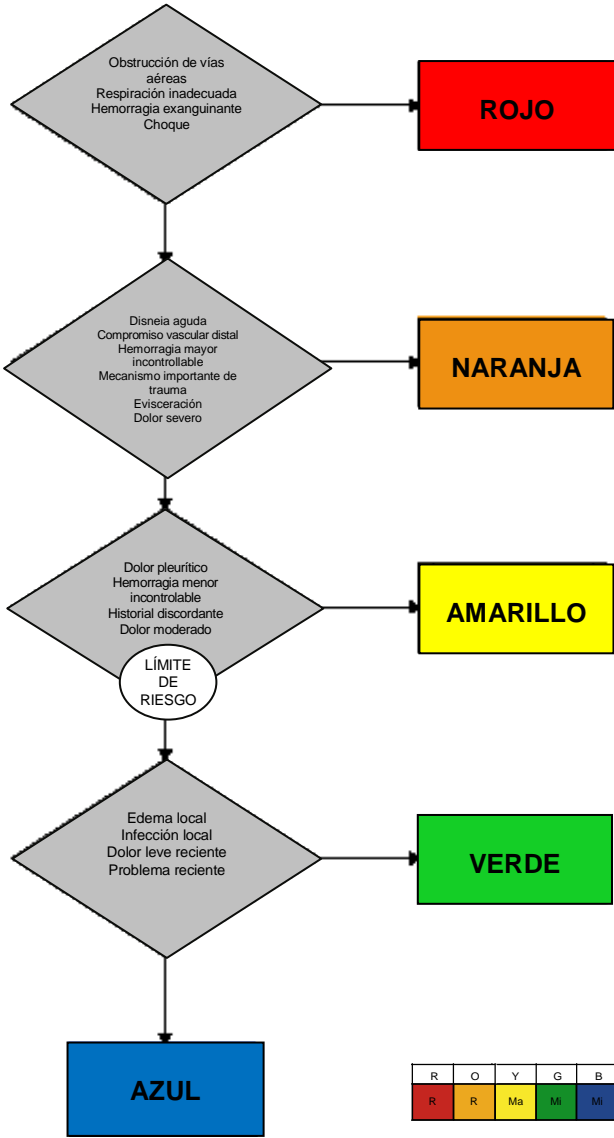 Obstrucción de vías
aéreas
Respiración inadecuada
Hemorragia exanguinante
Choque
ROJO
Disneia aguda
Compromiso vascular distal
Hemorragia mayor
incontrollable
Mecanismo importante de
trauma
Evisceración
Dolor severo
NARANJA
Dolor pleurítico
Hemorragia menor
incontrolable
Historial discordante
Dolor moderado
AMARILLO
LÍMITE
DE
RIESGO
Edema local
Infección local
Dolor leve reciente
Problema reciente
VERDE
AZUL
R O Y G B
R R Ma Mi Mi